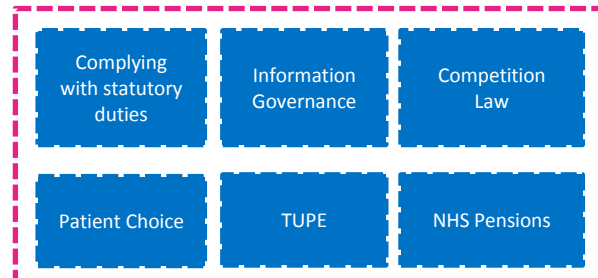 Complying
with statutory
duties
Information
Governance
Competition
Law
Patient Choice
TUPE
NHS Pensions